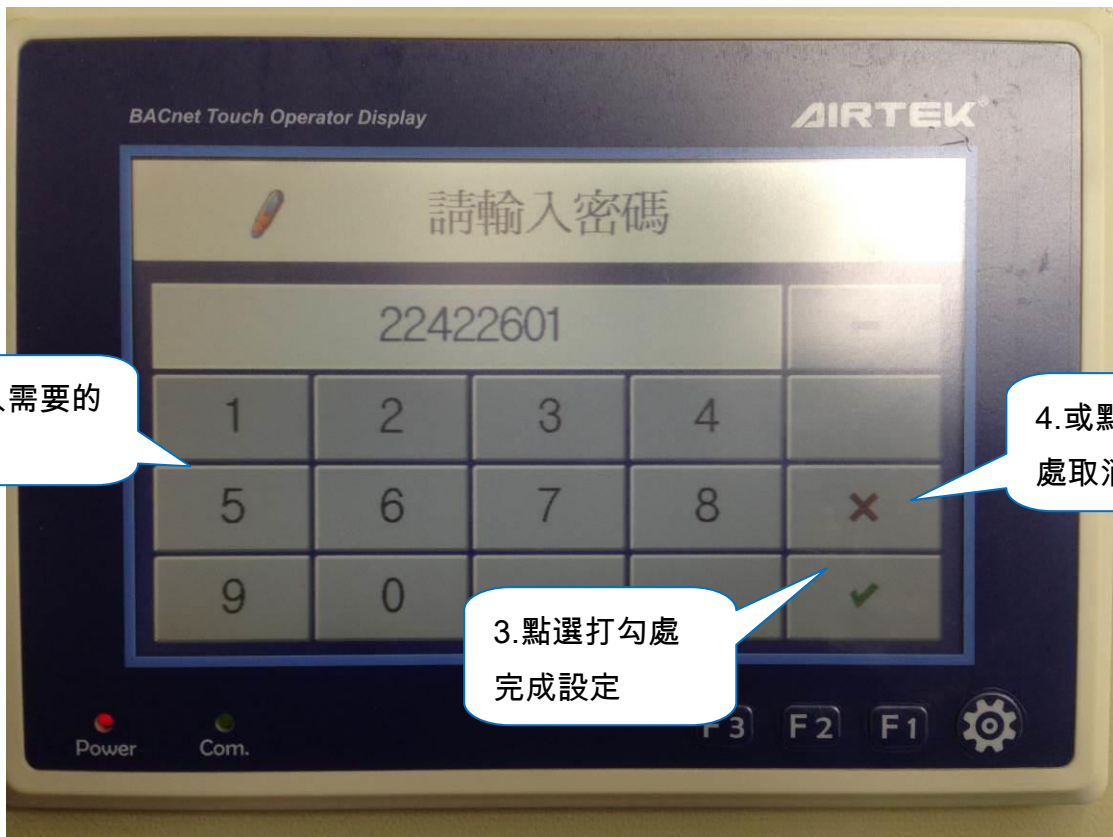 BACnet Touch Operator Display
AIRTEK
請輸入密碼
22422601
-
需要的
1 2 3 4
4.或點
處取消
5 6 7 8
9 0
3.點選打勾處
完成設定
Power
Com.
F3 F2 F1